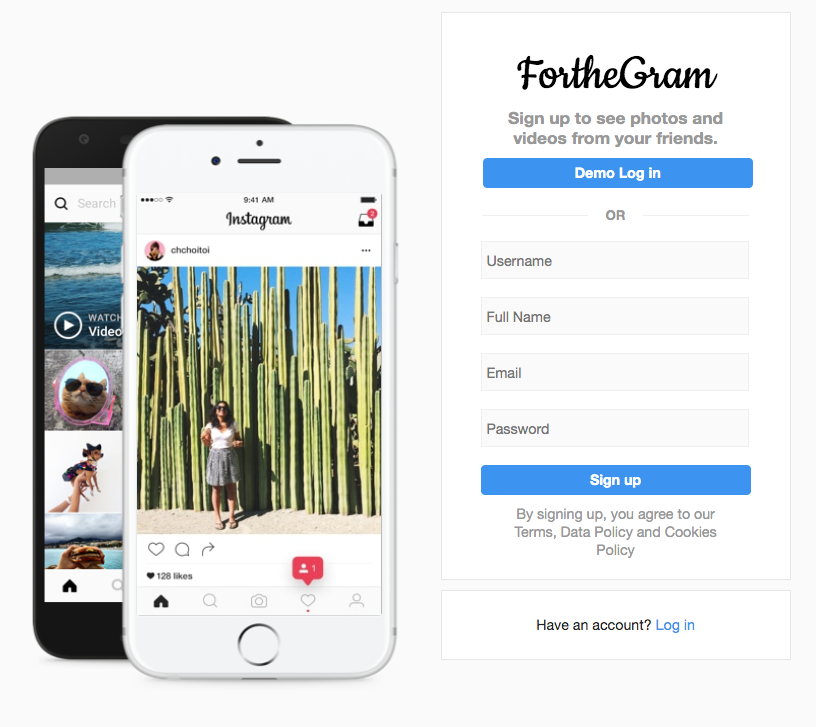 Search
WATCH
Video
9:41 AM
Instagram
2
chchoitoi
128 likes
1
FortheGram
Sign up to see photos and
videos from your friends.
Demo Log in
OR
Username
Full Name
Email
Password
Sign up
By signing up, you agree to our
Terms, Data Policy and Cookies
Policy
Have an account? Log in